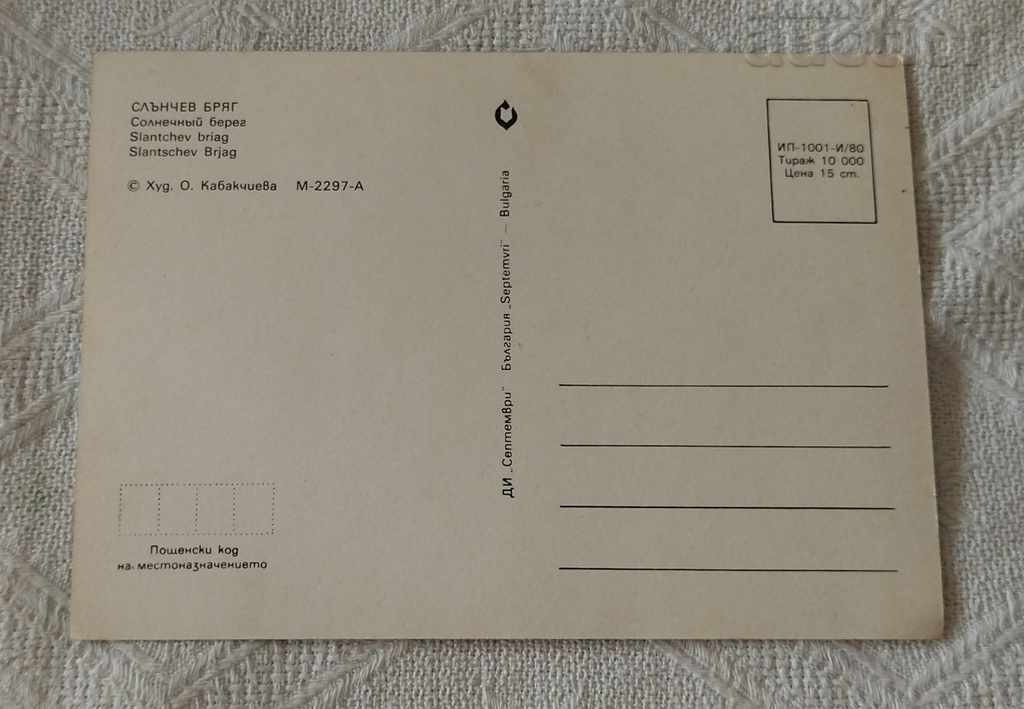 СЛЪНЧЕВ БРЯГ
Солнечный берег
Slantchev briag
Slantschev Brjag
© Худ. О. Кабакчиева М-2297-А
ДИ „Септември" България „Septemvri" — Bulgaria
ИП-1001-И/80
Тираж 10 000
Цена 15 ст.
Пощенски код
на местоназначението